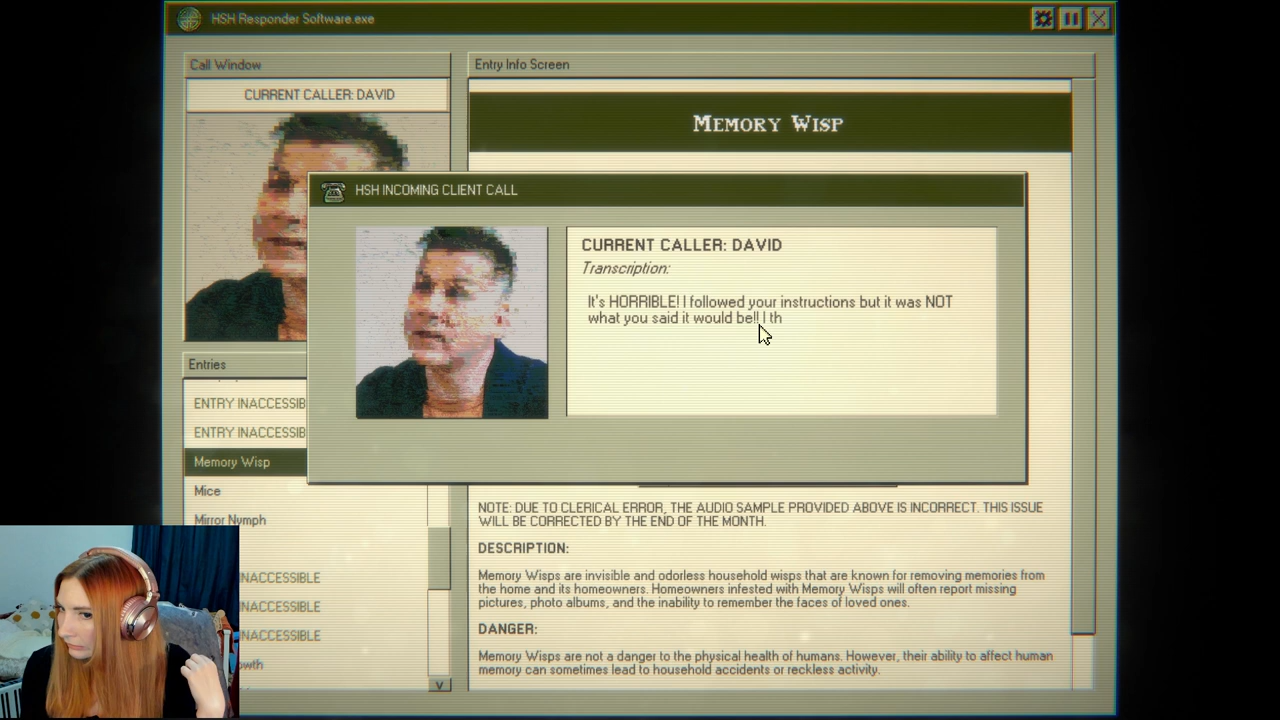 HSH Responder Software.exe
Call Window
CURRENT CALLER: DAVID
Entries
ENTRY INACCESSIB
ENTRY INACCESSIB
Memory Wisp
Mice
Mirror Nymph
NACCESSIBLE
NACCESSIBLE
NACCESSIBLE
owth
Entry Info Screen
MEMORY WISP
HSH INCOMING CLIENT CALL
CURRENT CALLER: DAVID
Transcription:
It's HORRIBLE! I followed your instructions but it was NOT
what you said it would be!! I th
NOTE: DUE TO CLERICAL ERROR, THE AUDIO SAMPLE PROVIDED ABOVE IS INCORRECT. THIS ISSUE
WILL BE CORRECTED BY THE END OF THE MONTH.
DESCRIPTION:
Memory Wisps are invisible and odorless household wisps that are known for removing memories from
the home and its homeowners. Homeowners infested with Memory Wisps will often report missing
pictures, photo albums, and the inability to remember the faces of loved ones.
DANGER:
Memory Wisps are not a danger to the physical health of humans. However, their ability to affect human
memory can sometimes lead to household accidents or reckless activity.